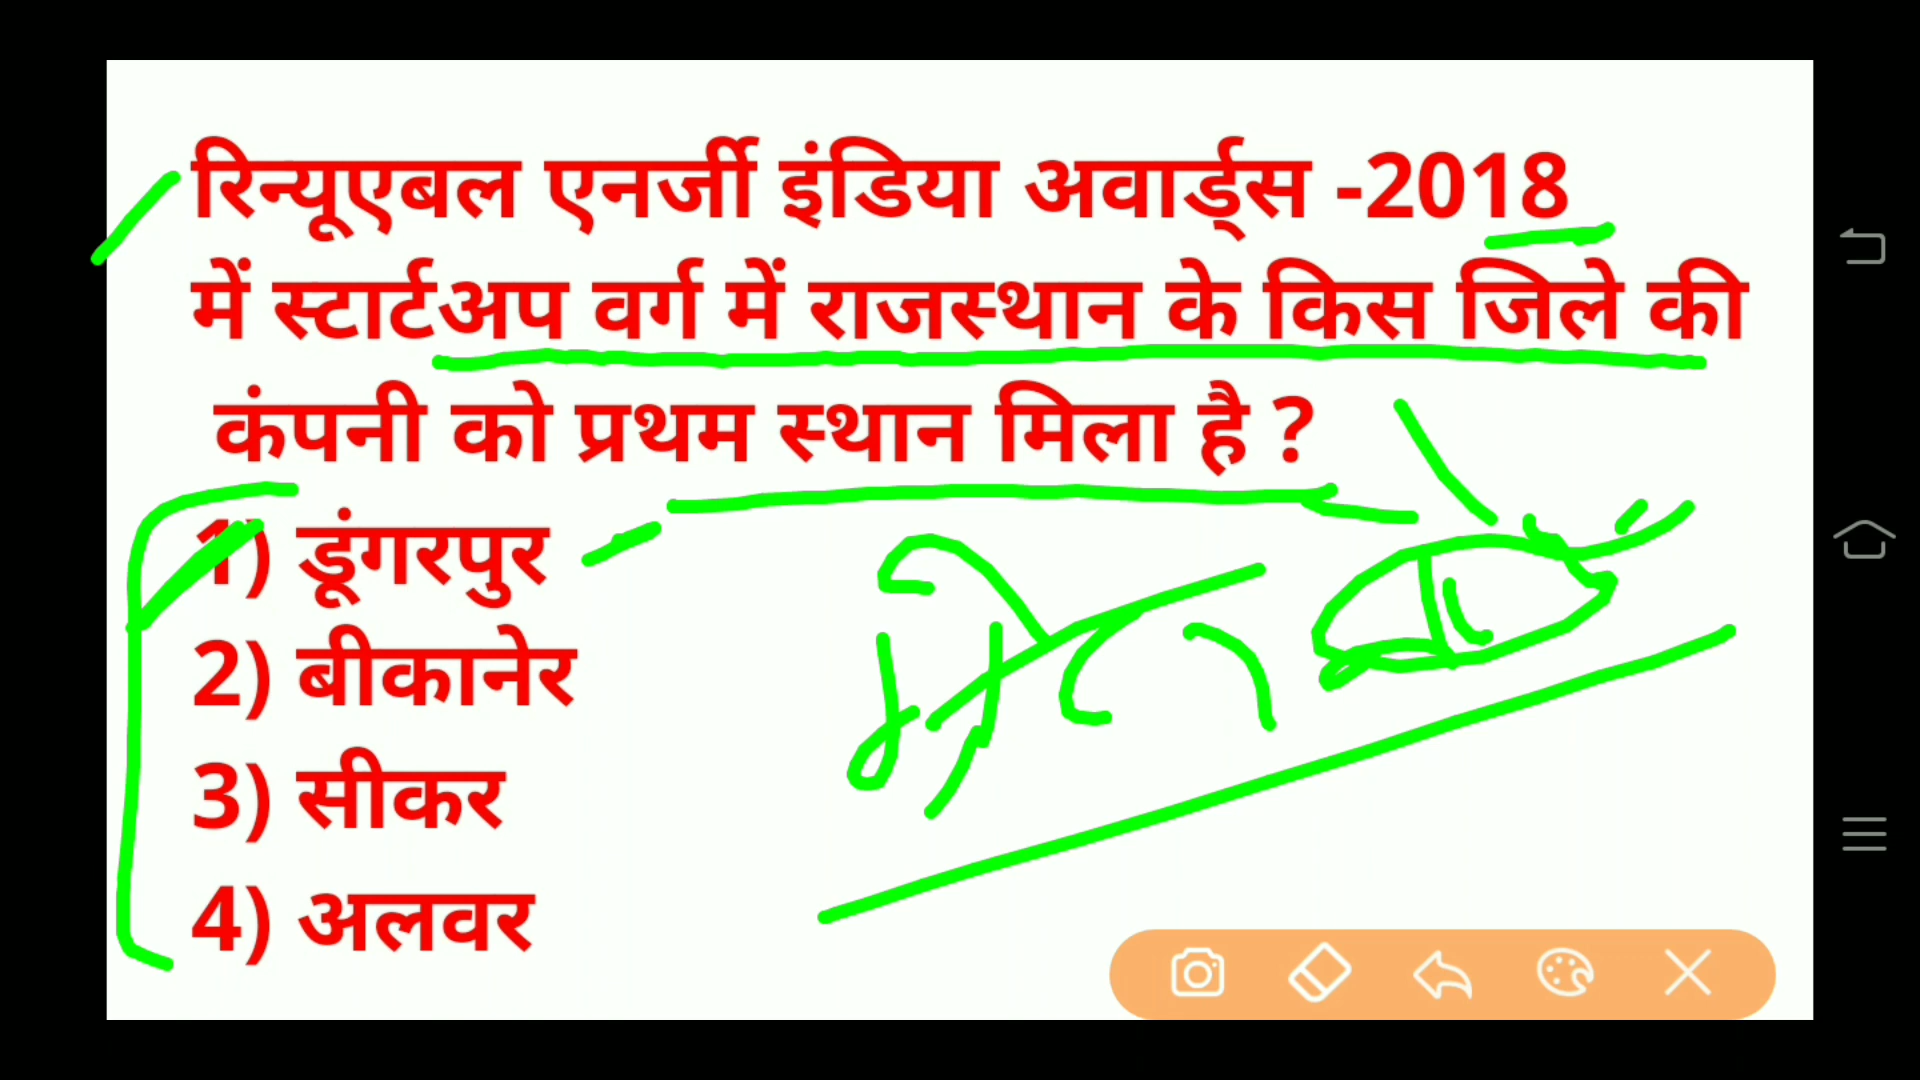 रिन्यूएबल एनर्जी इंडिया अवार्ड्स -2018
में स्टार्टअप वर्ग में राजस्थान के किस जिले की
कंपनी को प्रथम स्थान मिला है ?
1) डूंगरपुर
2) बीकानेर
3) सीकर
4) अलवर